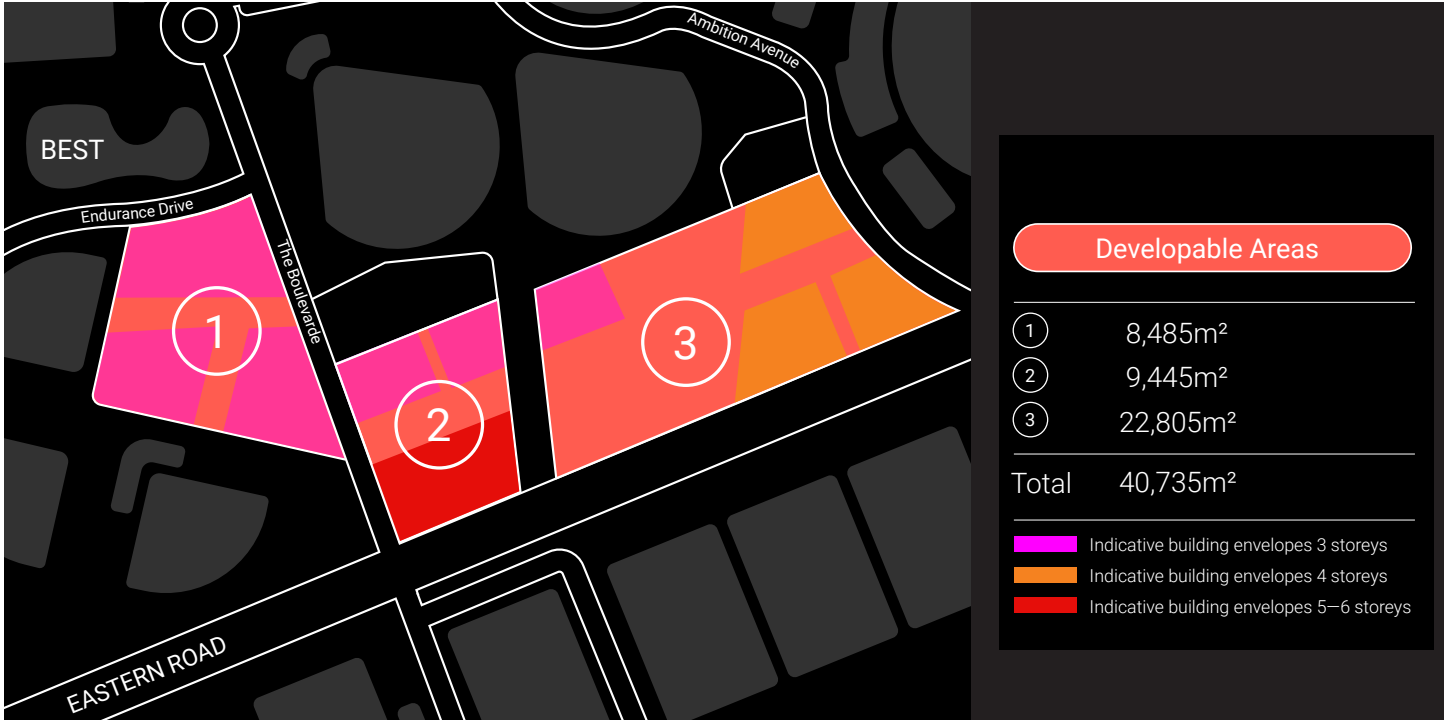 Ambition Avenue
BEST
Endurance Drive
The Boulevarde
1
2
3
EASTERN ROAD
Developable Areas
1 8,485m²
2 9,445m²
3 22,805m²
Total 40,735m²
Indicative building envelopes 3 storeys
Indicative building envelopes 4 storeys
Indicative building envelopes 5–6 storeys